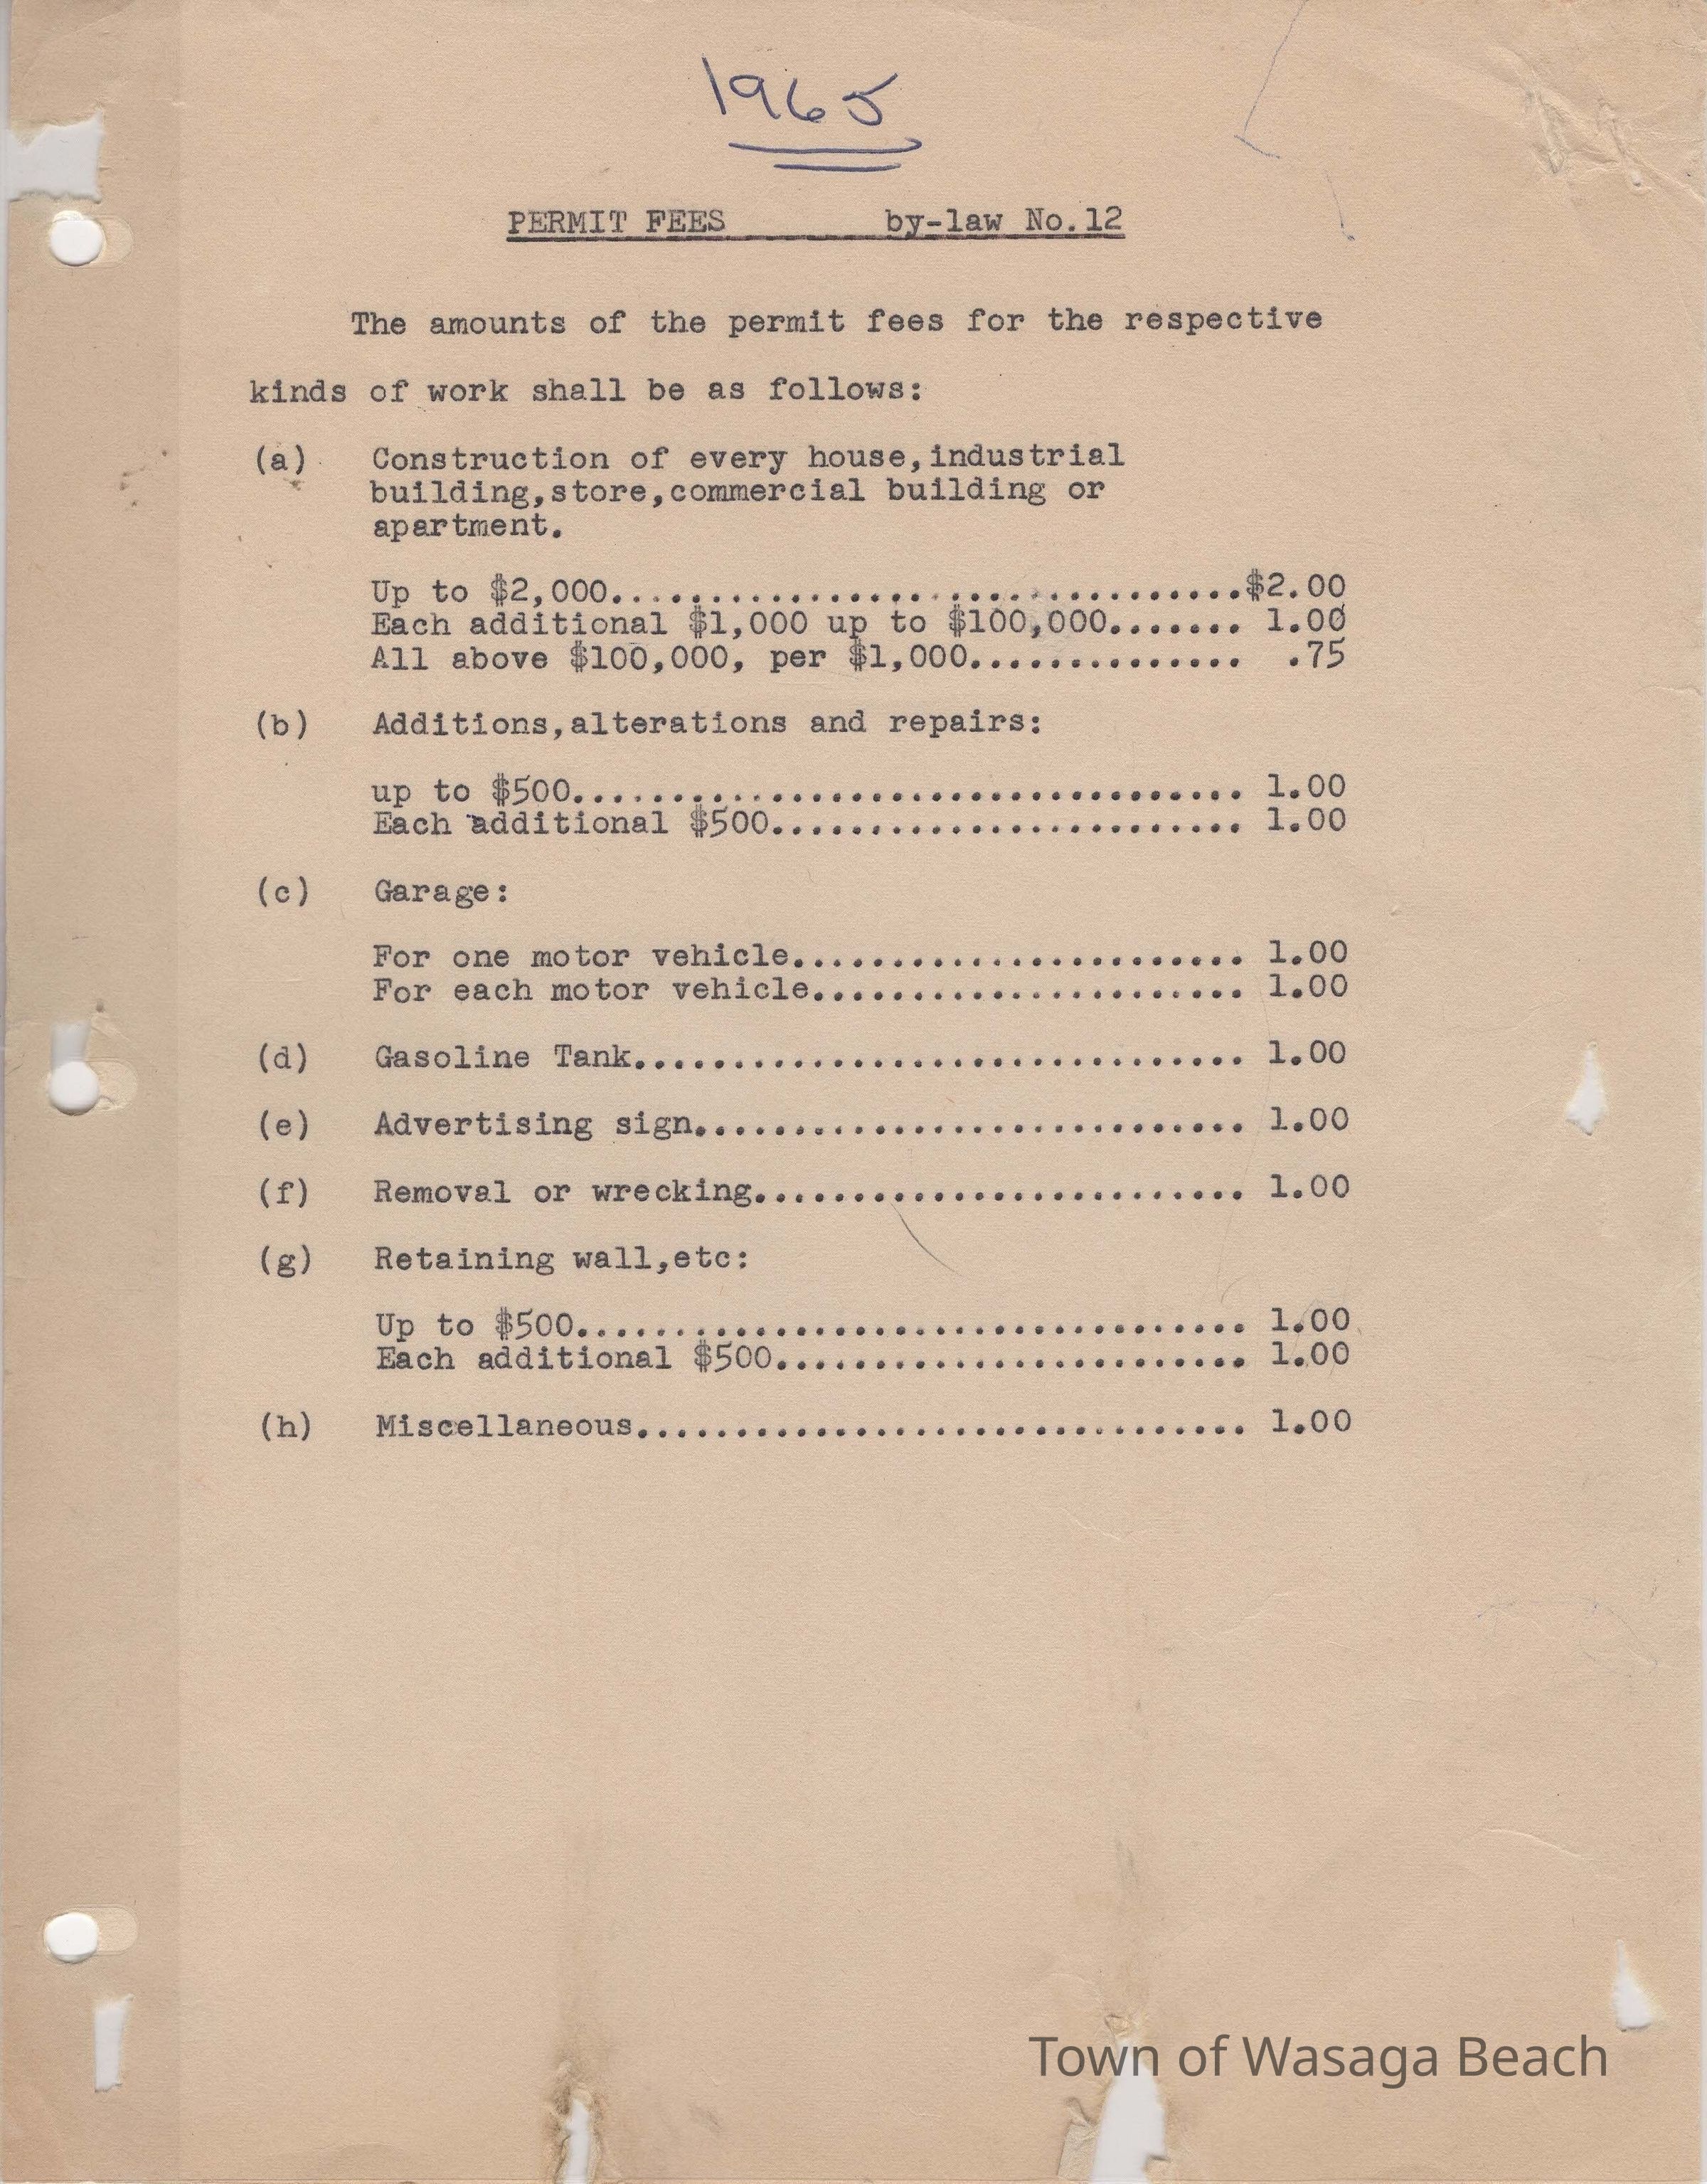 1965
PERMIT FEES by-law No.12
The amounts of the permit fees for the respective
kinds of work shall be as follows:
(a) Construction of every house,industrial
building,store,commercial building or
apartment.
Up to $2,000................................$2.00
Each additional $1,000 up to $100,000....... 1.00
All above $100,000, per $1,000.............. .75
(b) Additions,alterations and repairs:
up to $500.................................. 1.00
Each additional $500........................ 1.00
(c) Garage:
For one motor vehicle....................... 1.00
For each motor vehicle...................... 1.00
(d) Gasoline Tank............................... 1.00
(e) Advertising sign............................ 1.00
(f) Removal or wrecking......................... 1.00
(g) Retaining wall,etc:
Up to $500.................................. 1.00
Each additional $500........................ 1.00
(h) Miscellaneous............................... 1.00
Town of Wasaga Beach